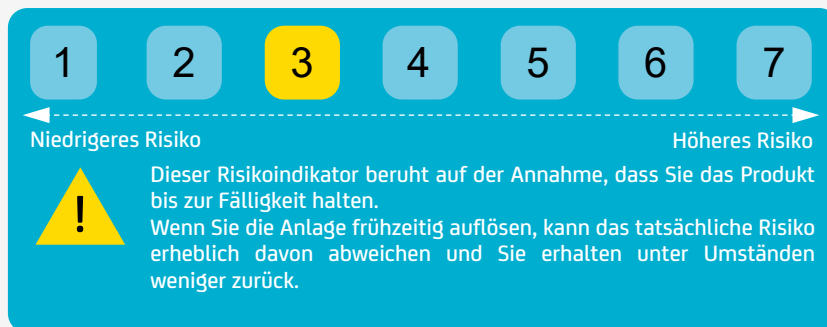 1 2 3 4 5 6 7
Niedrigeres Risiko Höheres Risiko
!
Dieser Risikoindikator beruht auf der Annahme, dass Sie das Produkt
bis zur Fälligkeit halten.
Wenn Sie die Anlage frühzeitig auflösen, kann das tatsächliche Risiko
erheblich davon abweichen und Sie erhalten unter Umständen
weniger zurück.